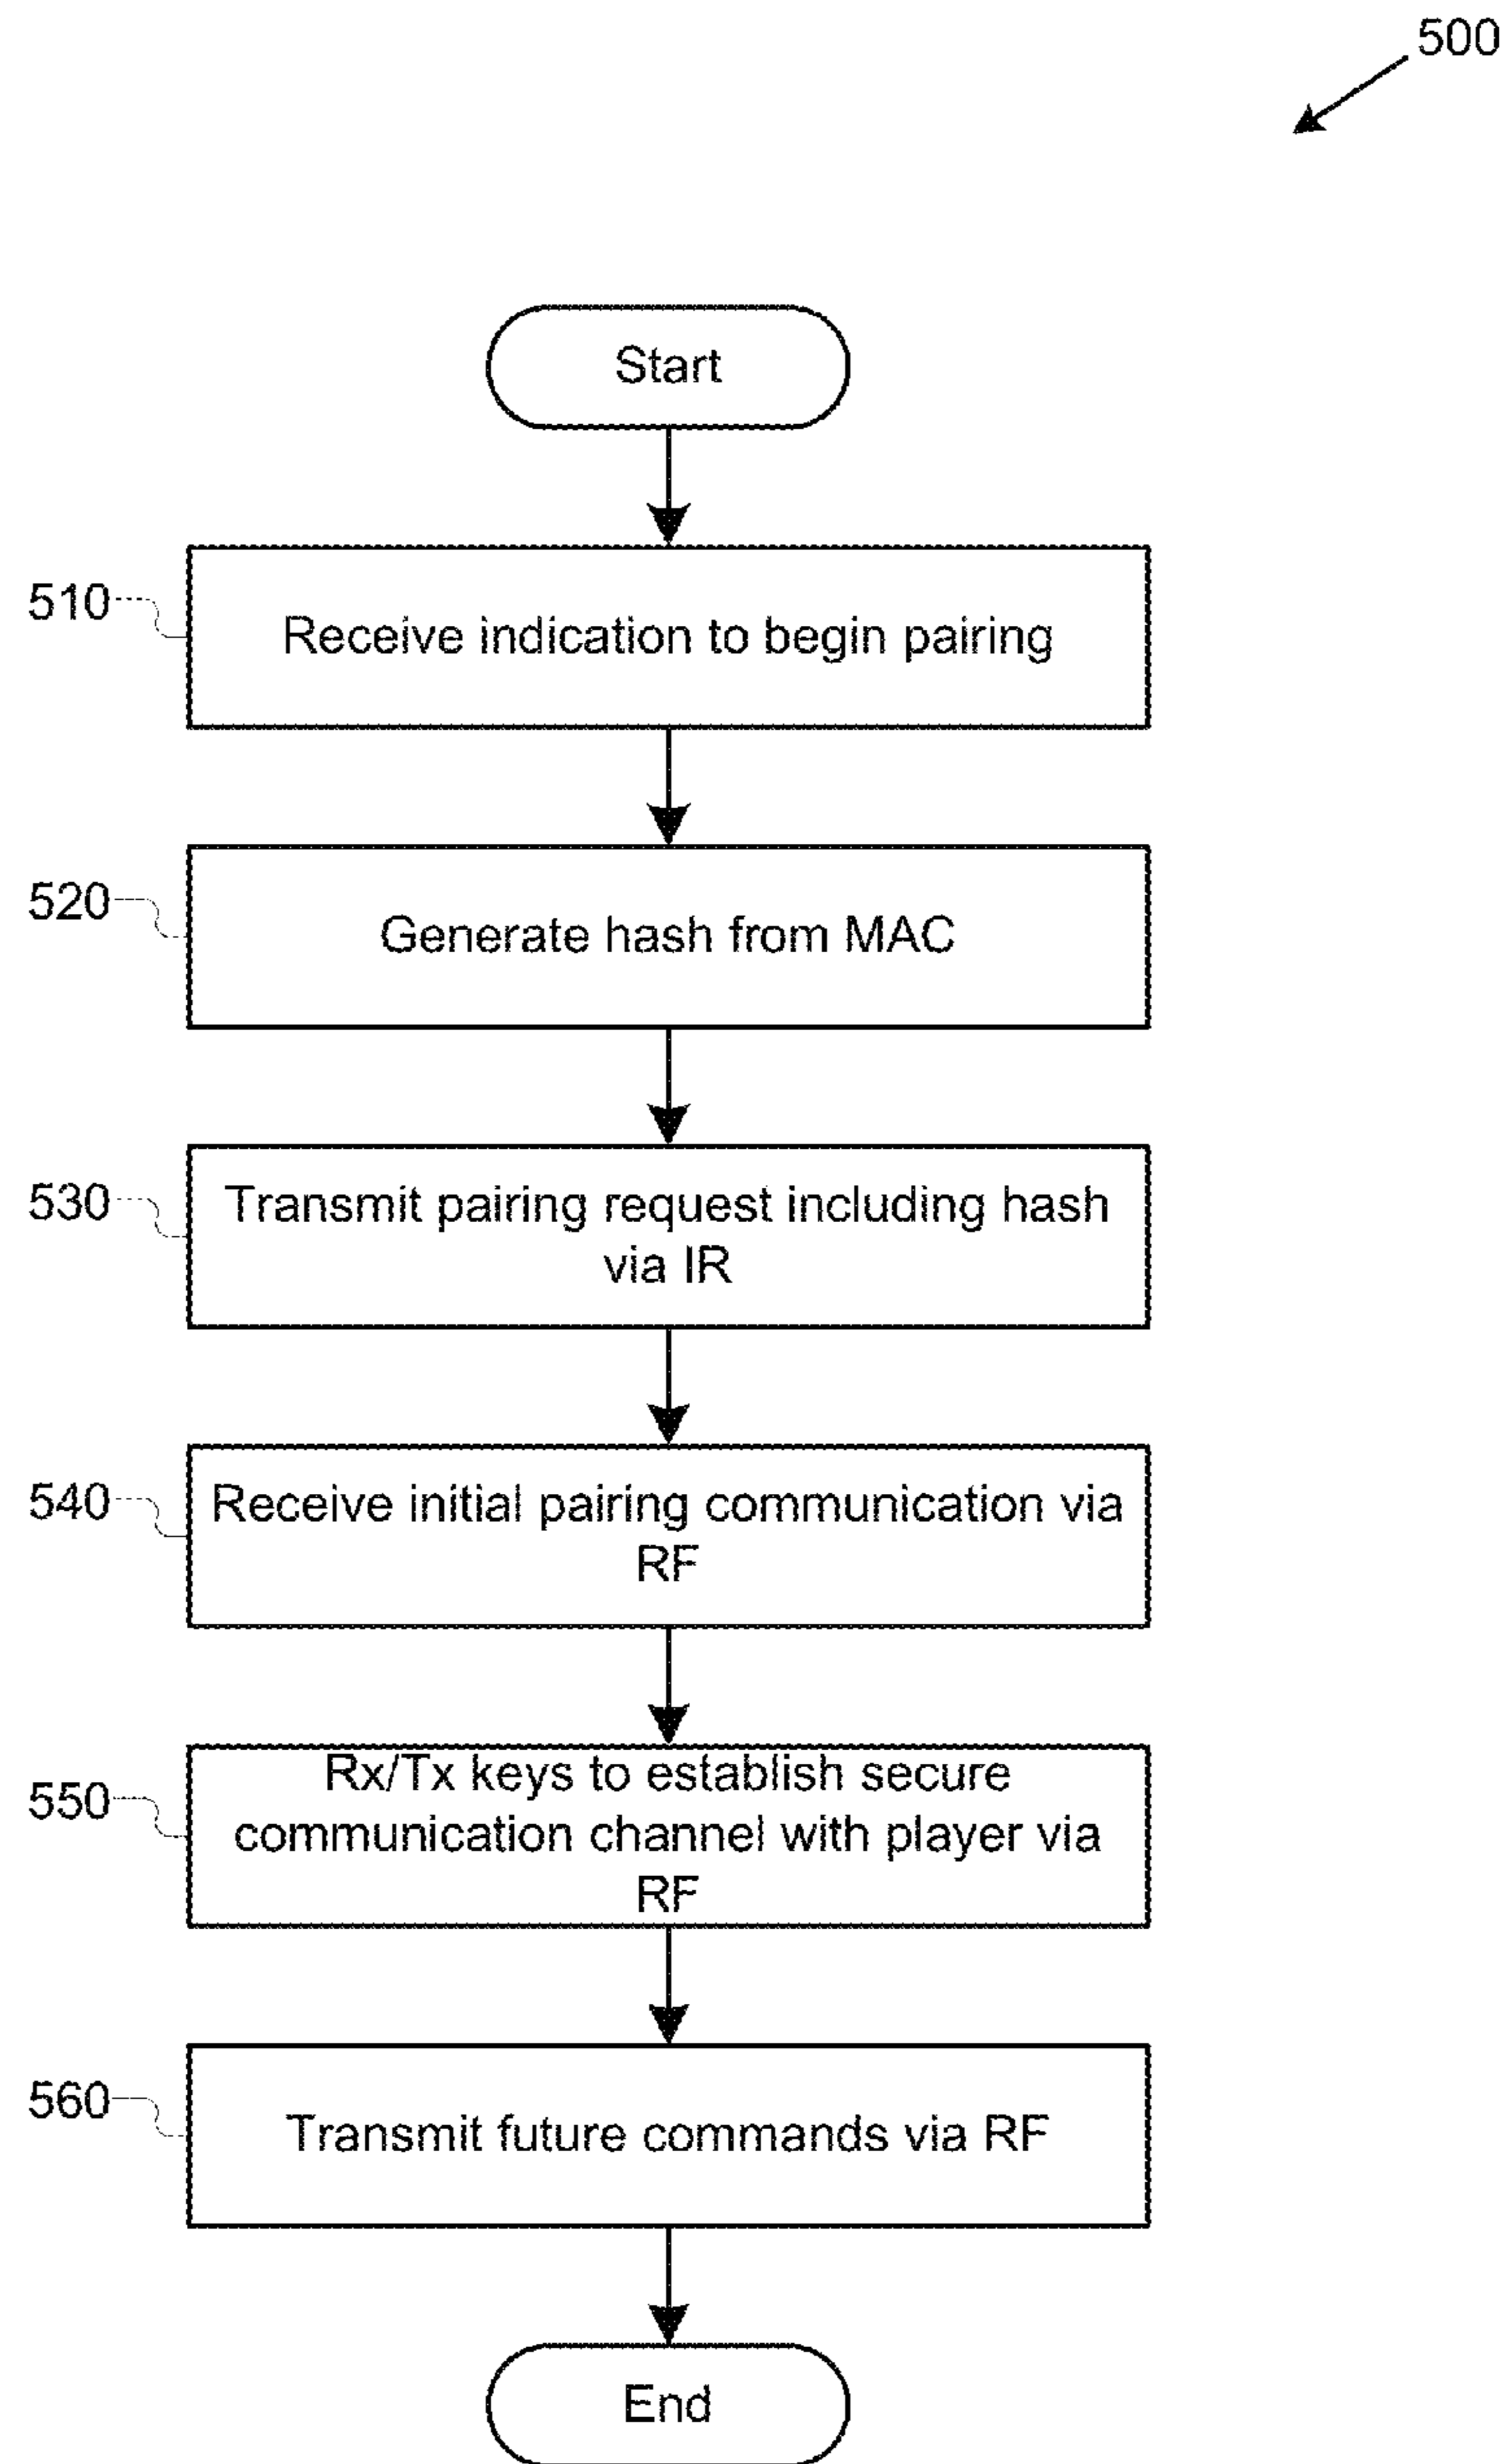 500
Start
510
Receive indication to begin pairing
520
Generate hash from MAC
530
Transmit pairing request including hash
via IR
540
Receive initial pairing communication via
RF
550
Rx/Tx keys to establish secure
communication channel with player via
RF
560
Transmit future commands via RF
End